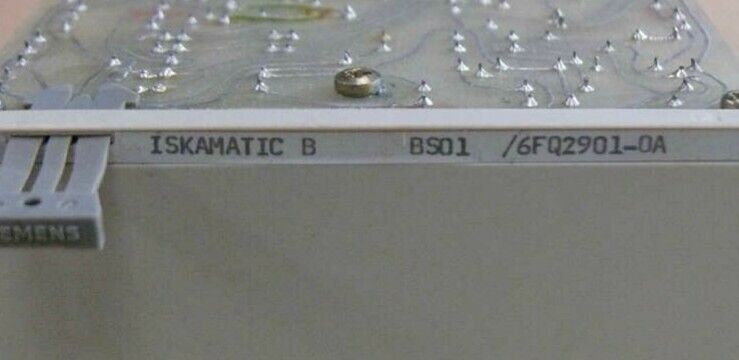 ISKAMATIC B BS01 /6FQ2901-0A
EMENS